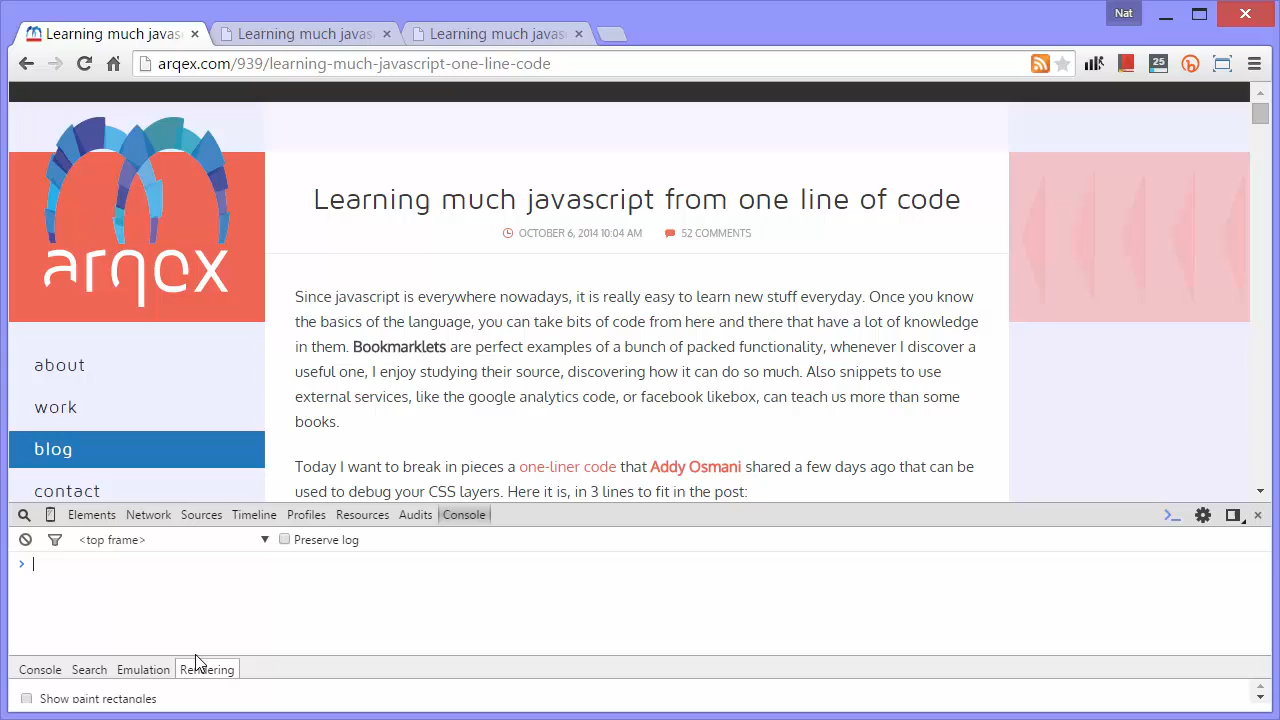 Nat
Learning much javas
Learning much javas
Learning much javas
arqex.com/939/learning-much-javascript-one-line-code
25
arqex
about
work
blog
contact
Learning much javascript from one line of code
OCTOBER 6, 2014 10:04 AM 52 COMMENTS
Since javascript is everywhere nowadays, it is really easy to learn new stuff everyday. Once you know
the basics of the language, you can take bits of code from here and there that have a lot of knowledge
in them. Bookmarklets are perfect examples of a bunch of packed functionality, whenever I discover a
useful one, I enjoy studying their source, discovering how it can do so much. Also snippets to use
external services, like the google analytics code, or facebook likebox, can teach us more than some
books.
Today I want to break in pieces a one-liner code that Addy Osmani shared a few days ago that can be
used to debug your CSS layers. Here it is, in 3 lines to fit in the post:
Elements Network Sources Timeline Profiles Resources Audits Console
<top frame> Preserve log
Console Search Emulation Rendering
Show paint rectangles